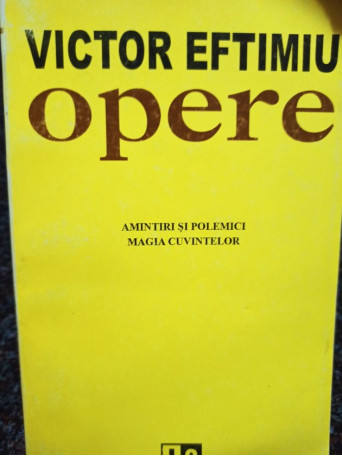 VICTOR EFTIMIU
opere
AMINTIRI ȘI POLEMICI
MAGIA CUVINTELOR